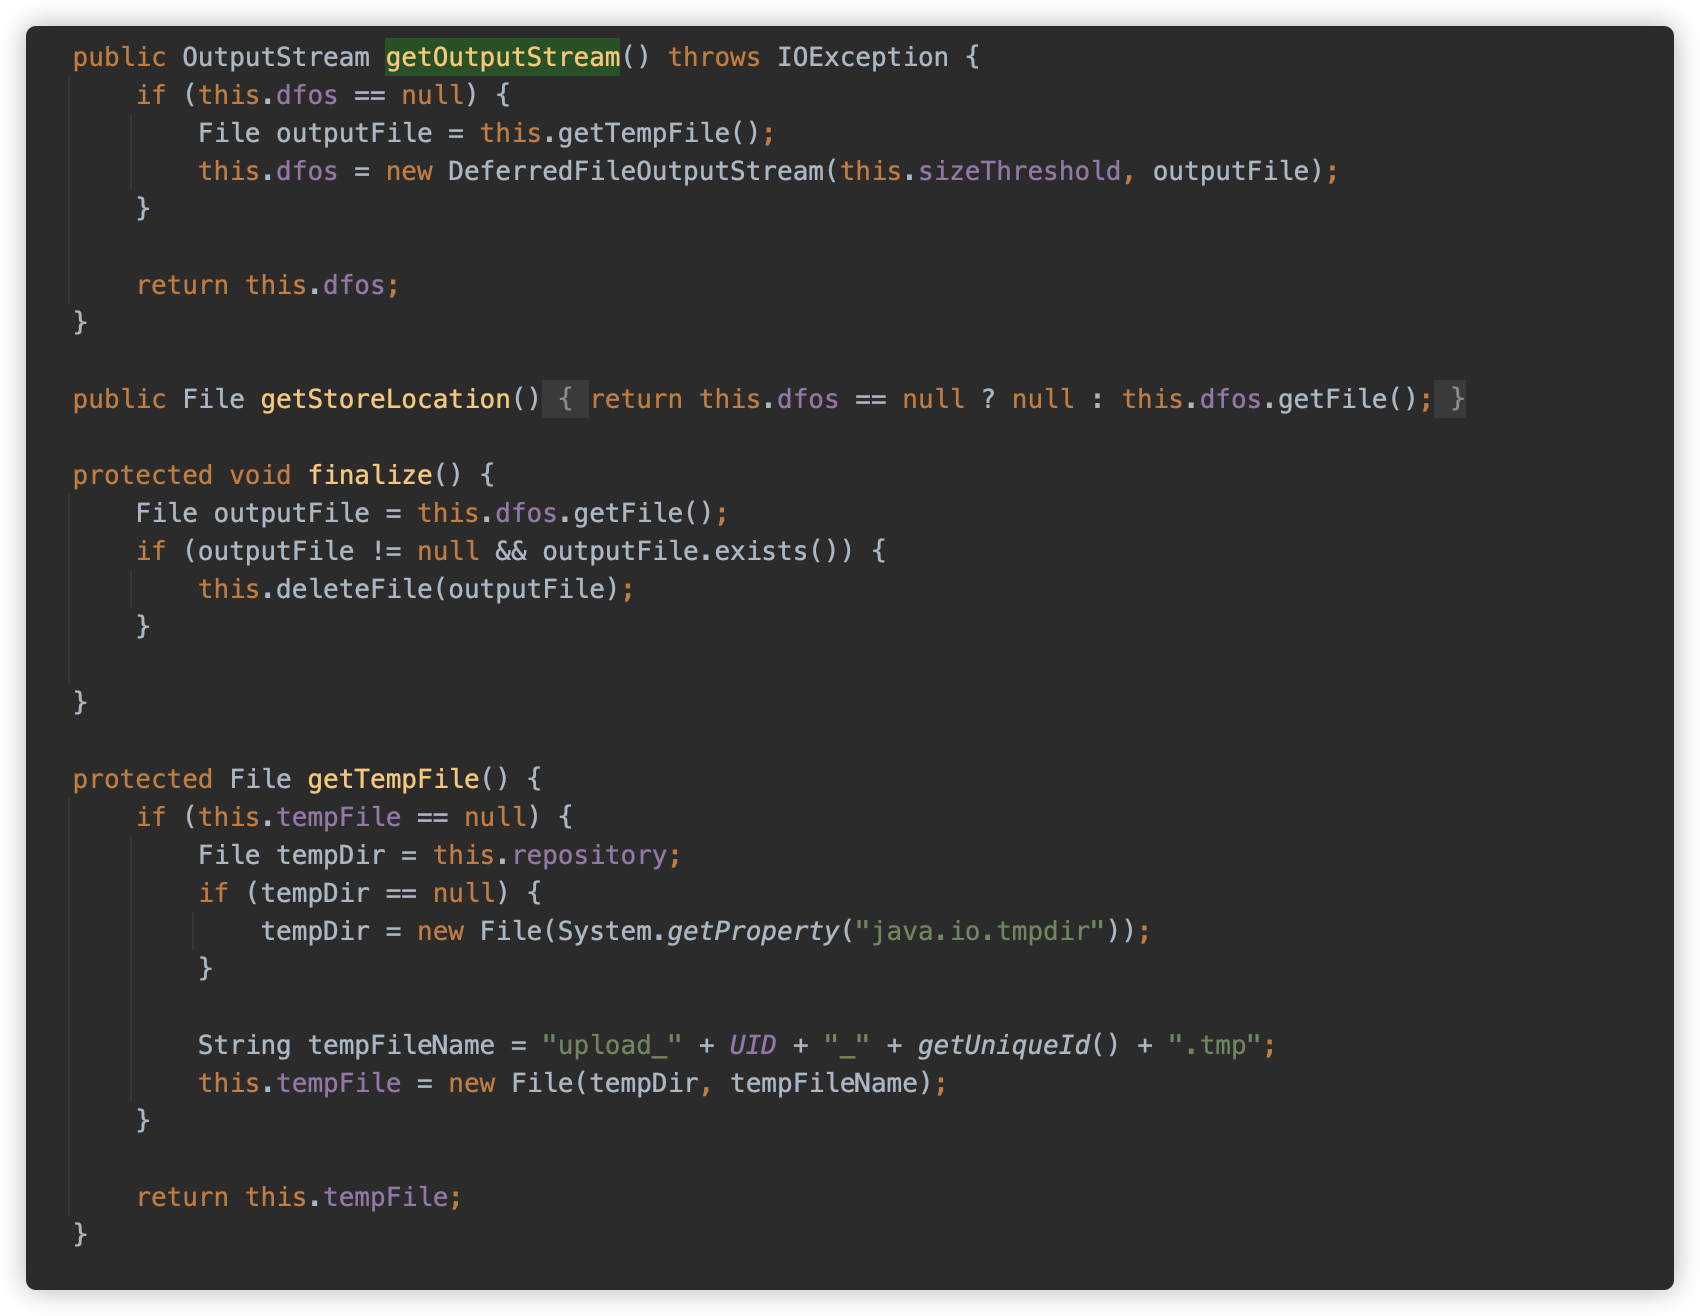 public OutputStream getOutputStream() throws IOException {
    if (this.dfos == null) {
        File outputFile = this.getTempFile();
        this.dfos = new DeferredFileOutputStream(this.sizeThreshold, outputFile);
    }

    return this.dfos;
}

public File getStoreLocation() { return this.dfos == null ? null : this.dfos.getFile(); }

protected void finalize() {
    File outputFile = this.dfos.getFile();
    if (outputFile != null && outputFile.exists()) {
        this.deleteFile(outputFile);
    }

}

protected File getTempFile() {
    if (this.tempFile == null) {
        File tempDir = this.repository;
        if (tempDir == null) {
            tempDir = new File(System.getProperty("java.io.tmpdir"));
        }

        String tempFileName = "upload_" + UID + "_" + getUniqueId() + ".tmp";
        this.tempFile = new File(tempDir, tempFileName);
    }

    return this.tempFile;
}